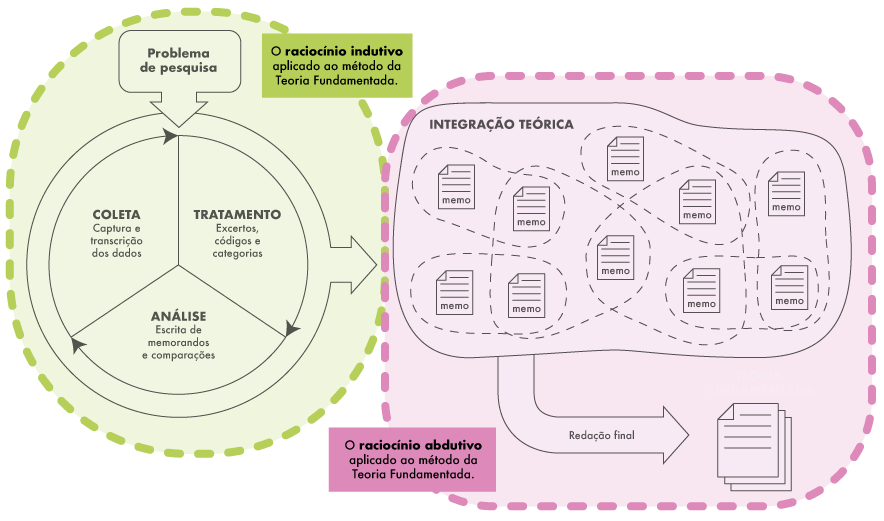 Problema
de pesquisa
O raciocínio indutivo
aplicado ao método da
Teoria Fundamentada.
COLETA
Captura e
transcrição
dos dados
TRATAMENTO
Excertos,
códigos e
categorias
ANÁLISE
Escrita de
memorandos
e comparações
INTEGRAÇÃO TEÓRICA
memo
memo
memo
memo
memo
memo
memo
memo
memo
memo
Redação final
O raciocínio abdutivo
aplicado ao método da
Teoria Fundamentada.